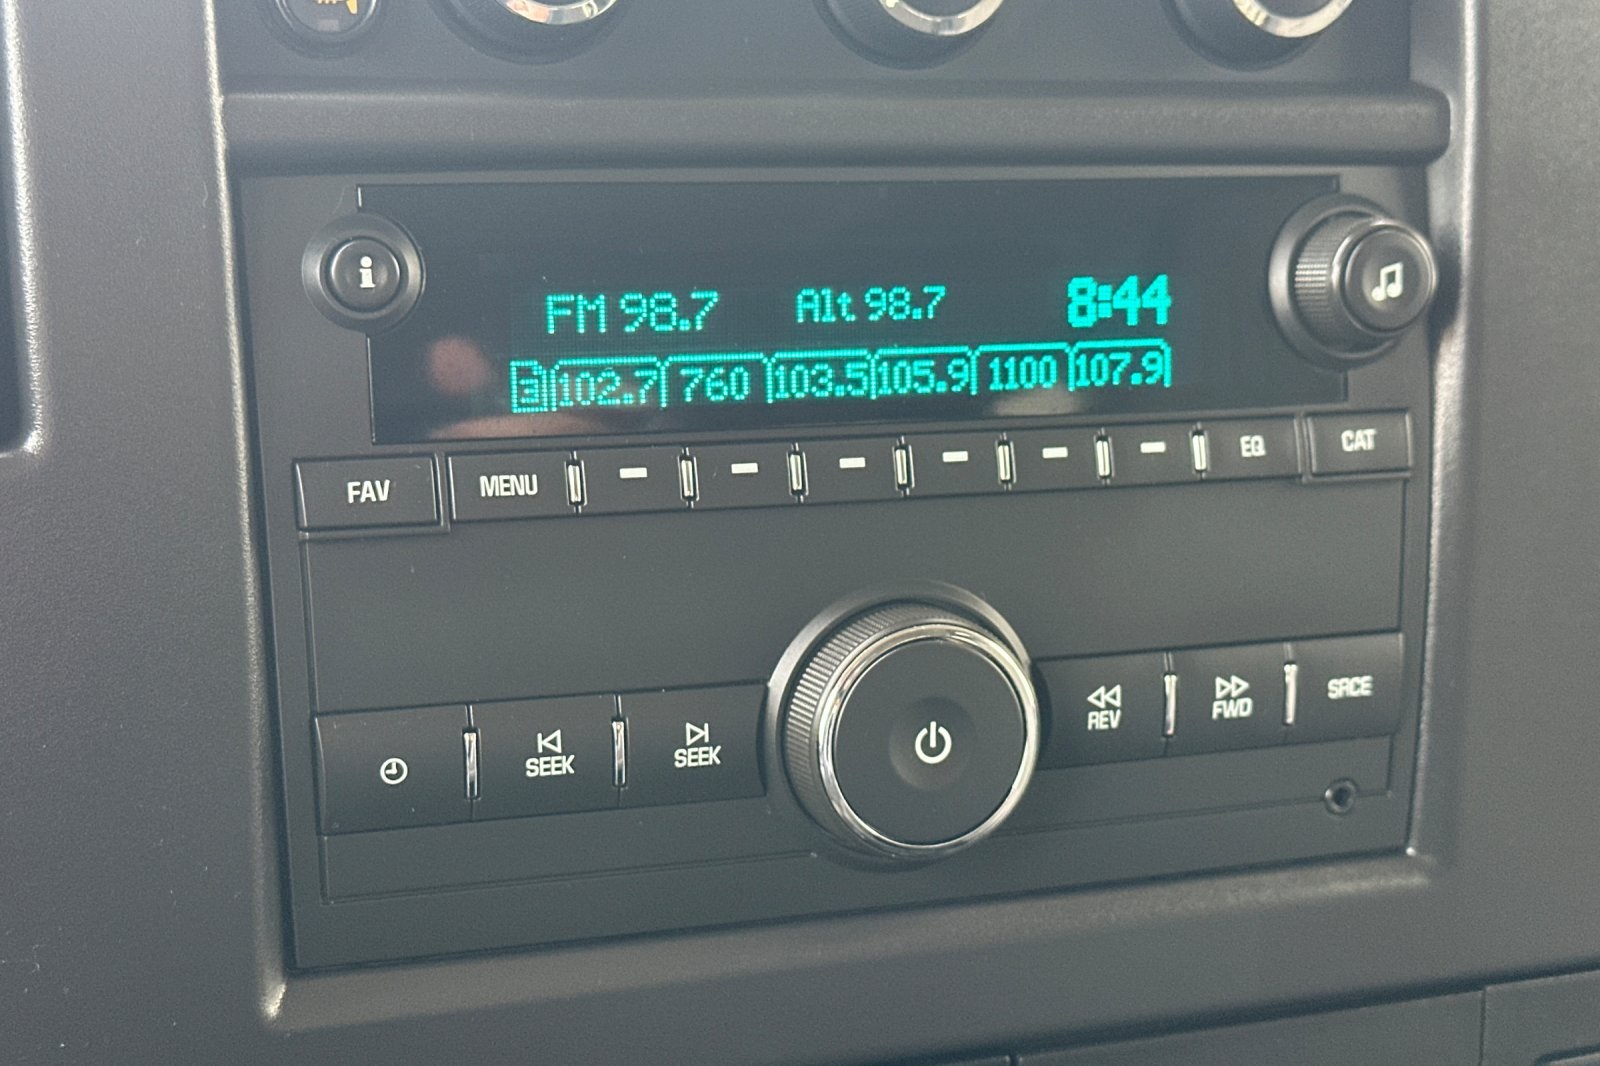 FM 98.7 Alt 98.7 8:44
3 102.7 760 103.5 105.9 1100 107.9
FAV MENU EQ CAT
SEEK SEEK REV FWD SRCE